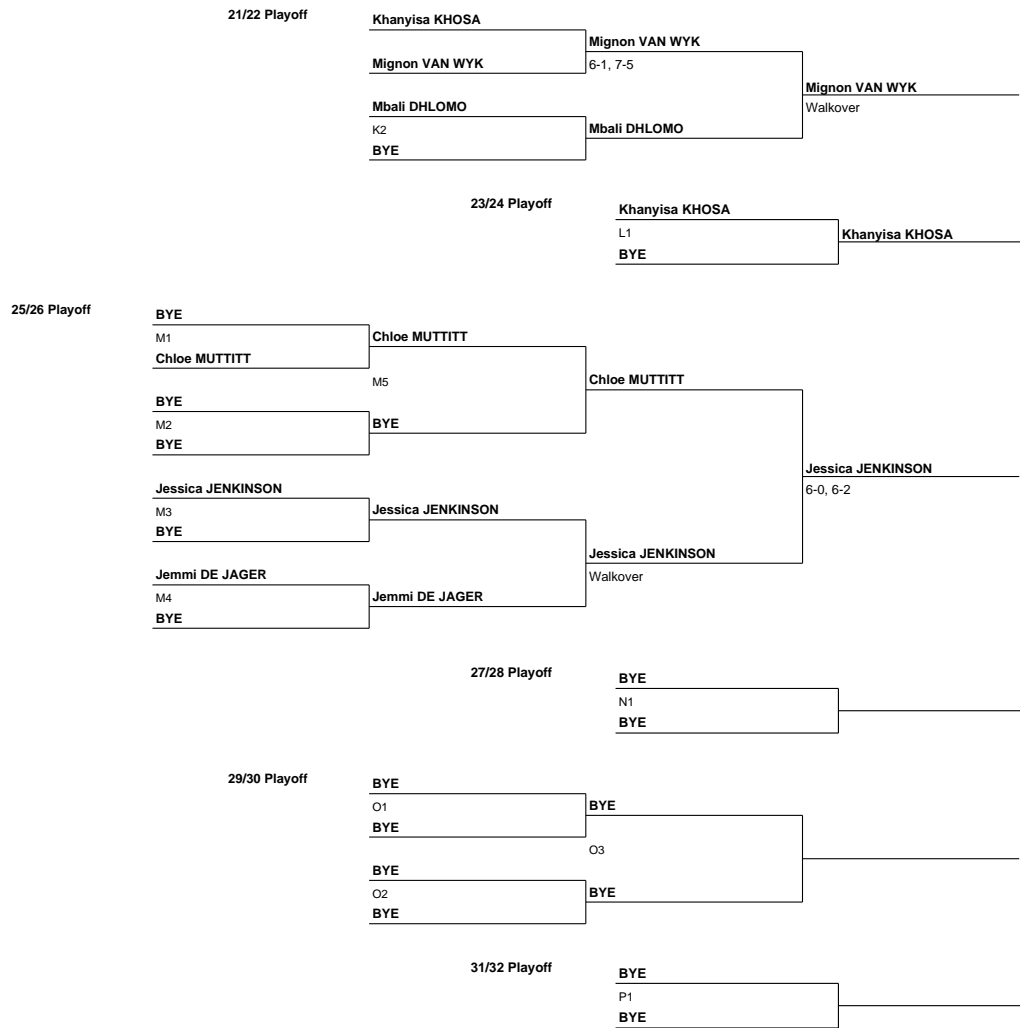 21/22 Playoff
Khanyisa KHOSA
Mignon VAN WYK
Mignon VAN WYK
6-1, 7-5
Mignon VAN WYK
Walkover
Mbali DHLOMO
K2
Mbali DHLOMO
BYE
23/24 Playoff
Khanyisa KHOSA
L1
Khanyisa KHOSA
BYE
25/26 Playoff
BYE
M1
Chloe MUTTITT
Chloe MUTTITT
M5
Chloe MUTTITT
BYE
M2
BYE
BYE
Jessica JENKINSON
6-0, 6-2
Jessica JENKINSON
M3
Jessica JENKINSON
BYE
Jessica JENKINSON
Walkover
Jemmi DE JAGER
M4
Jemmi DE JAGER
BYE
27/28 Playoff
BYE
N1
BYE
29/30 Playoff
BYE
O1
BYE
BYE
O3
BYE
O2
BYE
BYE
31/32 Playoff
BYE
P1
BYE